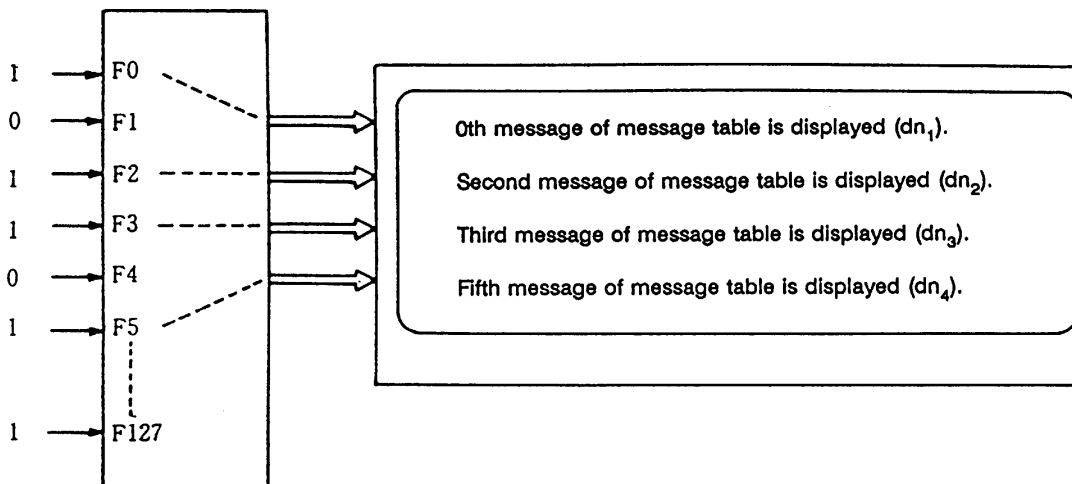 1 F0
0 F1
1 F2
1 F3
0 F4
1 F5
1 F127
0th message of message table is displayed (dn₁).
Second message of message table is displayed (dn₂).
Third message of message table is displayed (dn₃).
Fifth message of message table is displayed (dn₄).